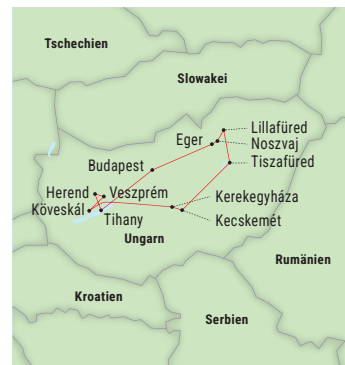 Tschechien
Slowakei
Lillafüred
Eger
Noszvaj
Tiszafüred
Budapest
Herend
Veszprém
Kerekegyháza
Köveskál
Tihany
Kecskemét
Ungarn
Rumänien
Kroatien
Serbien